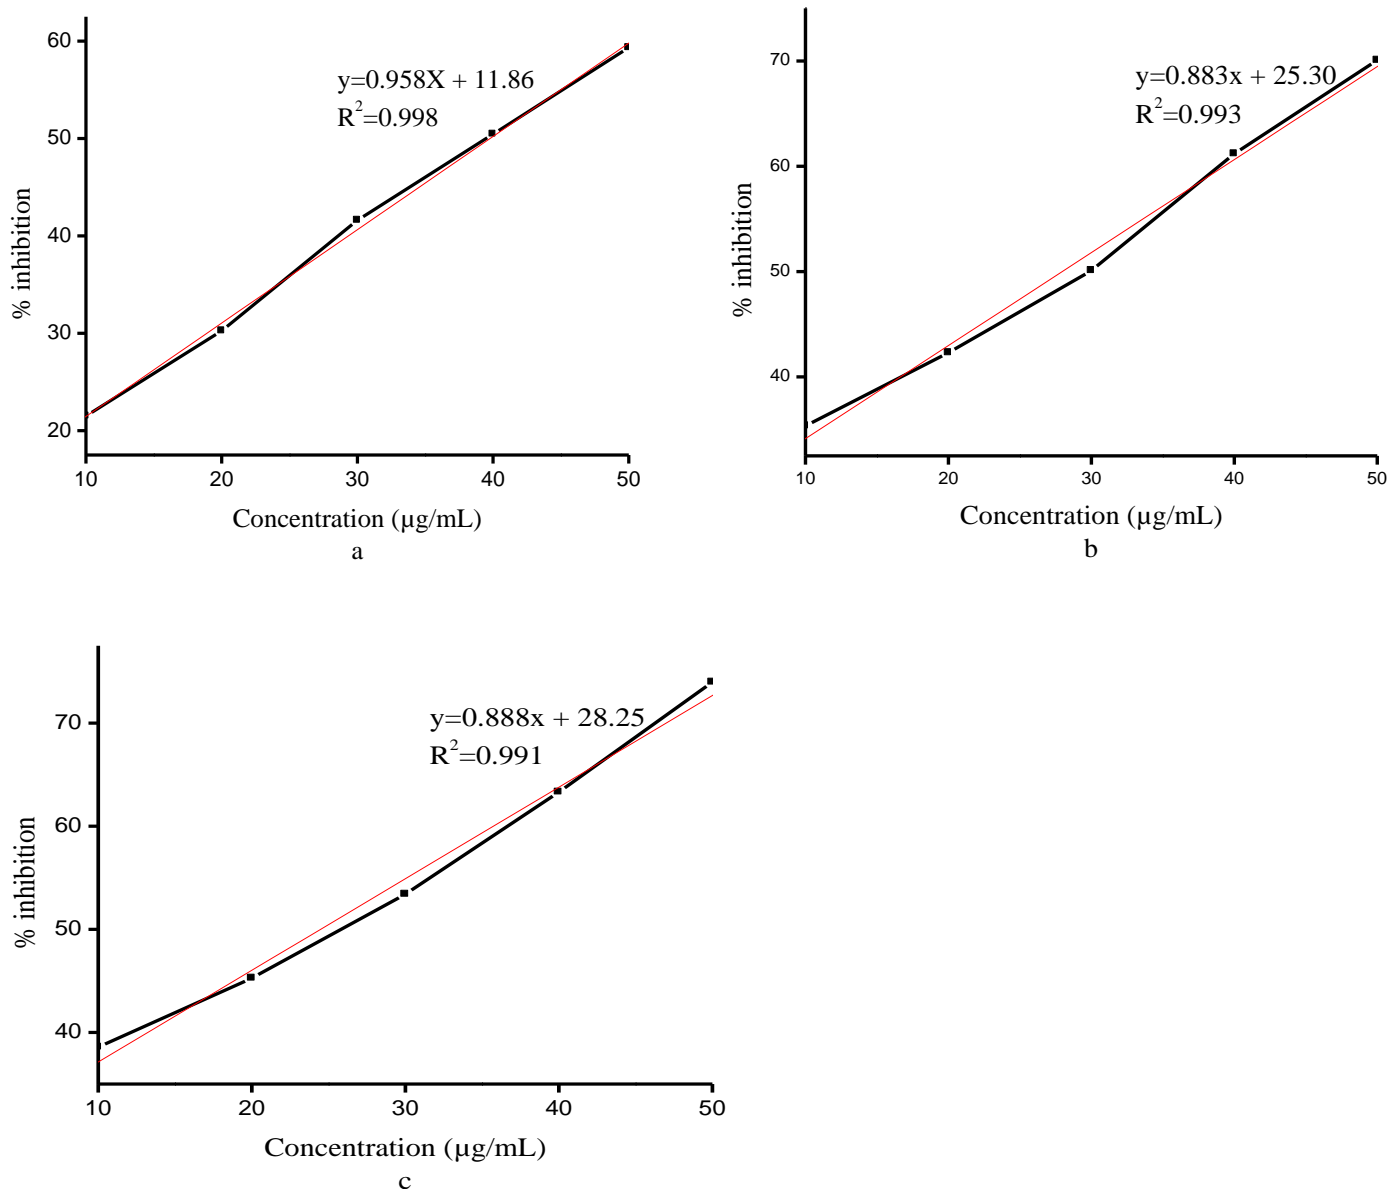 60
50
40
30
20
% inhibition
y=0.958X + 11.86
R²=0.998
10 20 30 40 50
Concentration (µg/mL)
a
70
60
50
40
% inhibition
y=0.883x + 25.30
R²=0.993
10 20 30 40 50
Concentration (µg/mL)
b
70
60
50
40
% inhibition
y=0.888x + 28.25
R²=0.991
10 20 30 40 50
Concentration (µg/mL)
c